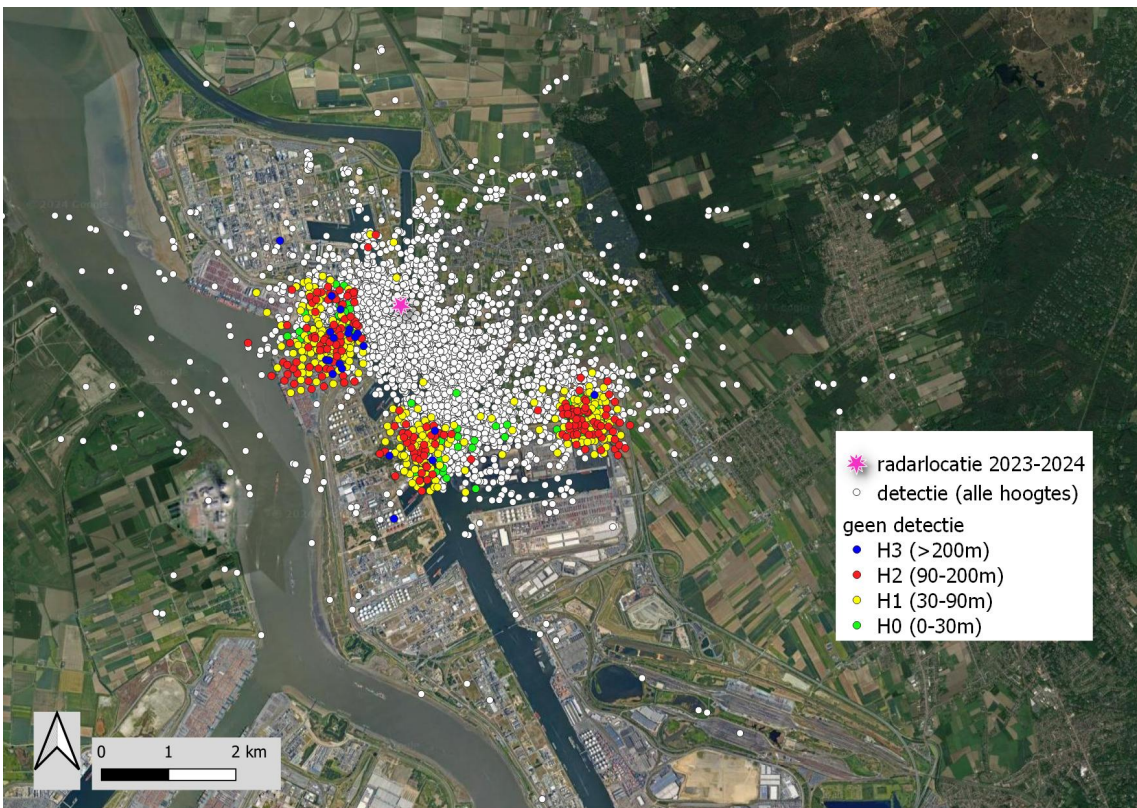 radarlocatie 2023-2024
detectie (alle hoogtes)
geen detectie
H3 (>200m)
H2 (90-200m)
H1 (30-90m)
H0 (0-30m)
0 1 2 km